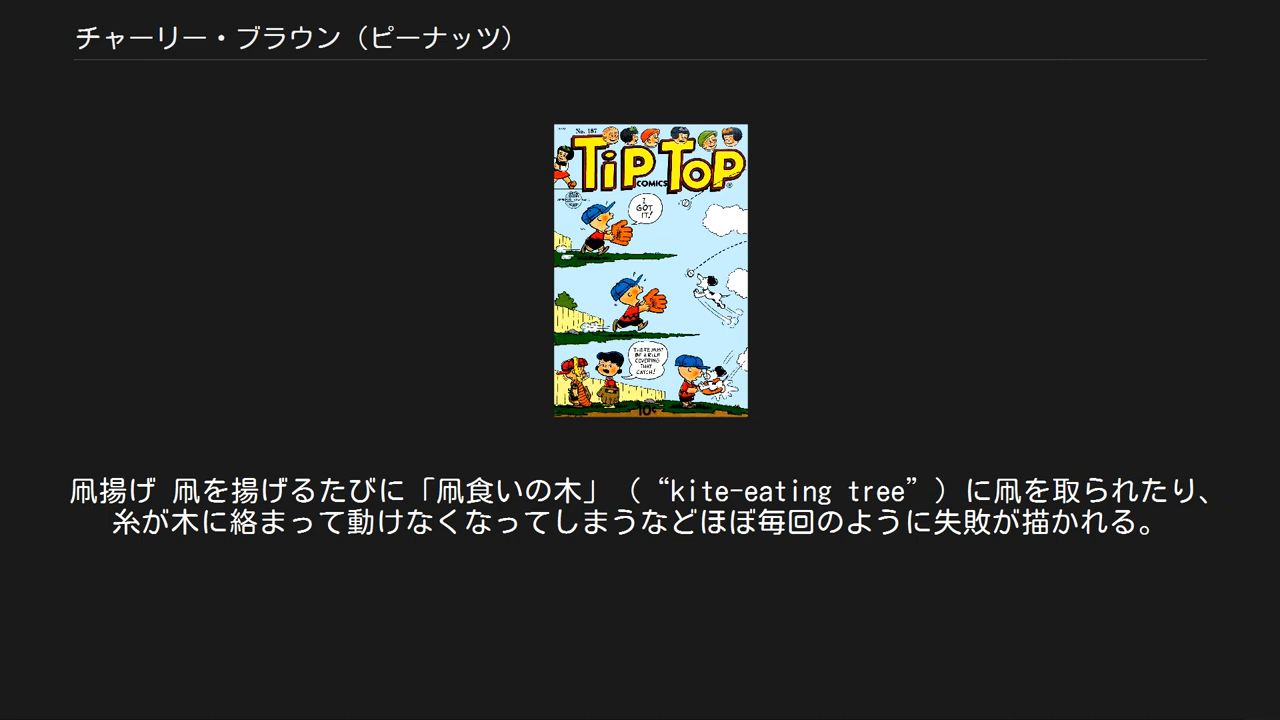 チャーリー・ブラウン（ピーナッツ）
No. 187
TIP TOP
COMICS
I
GOT
IT!
THERE MUST
BE A RULE
COVERING
THAT
CATCH!
10¢
凧揚げ 凧を揚げるたびに「凧食いの木」（“kite-eating tree”）に凧を取られたり、
糸が木に絡まって動けなくなってしまうなどほぼ毎回のように失敗が描かれる。